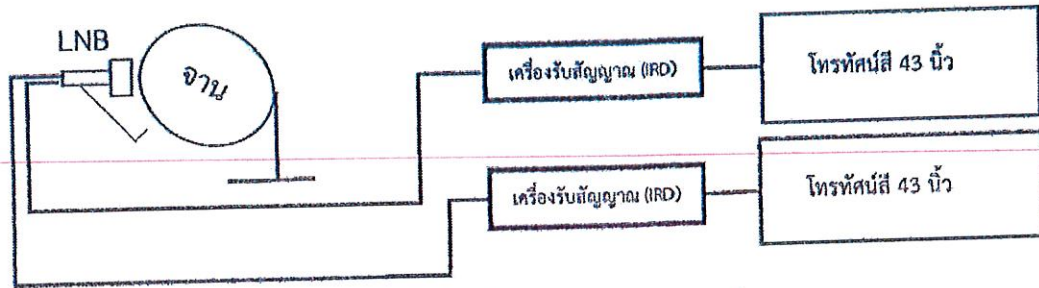 LNB
จาน
เครื่องรับสัญญาณ (IRD)
โทรทัศน์สี 43 นิ้ว
เครื่องรับสัญญาณ (IRD)
โทรทัศน์สี 43 นิ้ว